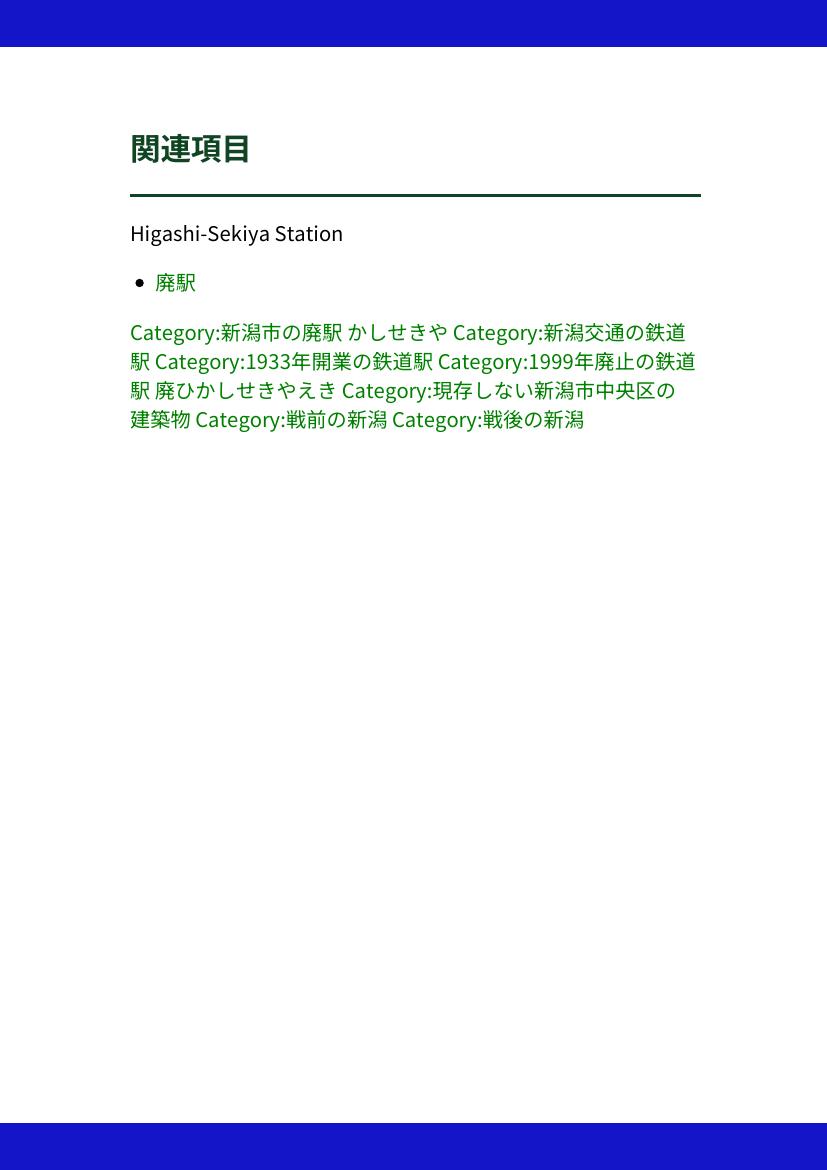 関連項目
Higashi-Sekiya Station
• 廃駅
Category:新潟市の廃駅 かしせきや Category:新潟交通の鉄道
駅 Category:1933年開業の鉄道駅 Category:1999年廃止の鉄道
駅 廃ひかしせきやえき Category:現存しない新潟市中央区の
建築物 Category:戦前の新潟 Category:戦後の新潟